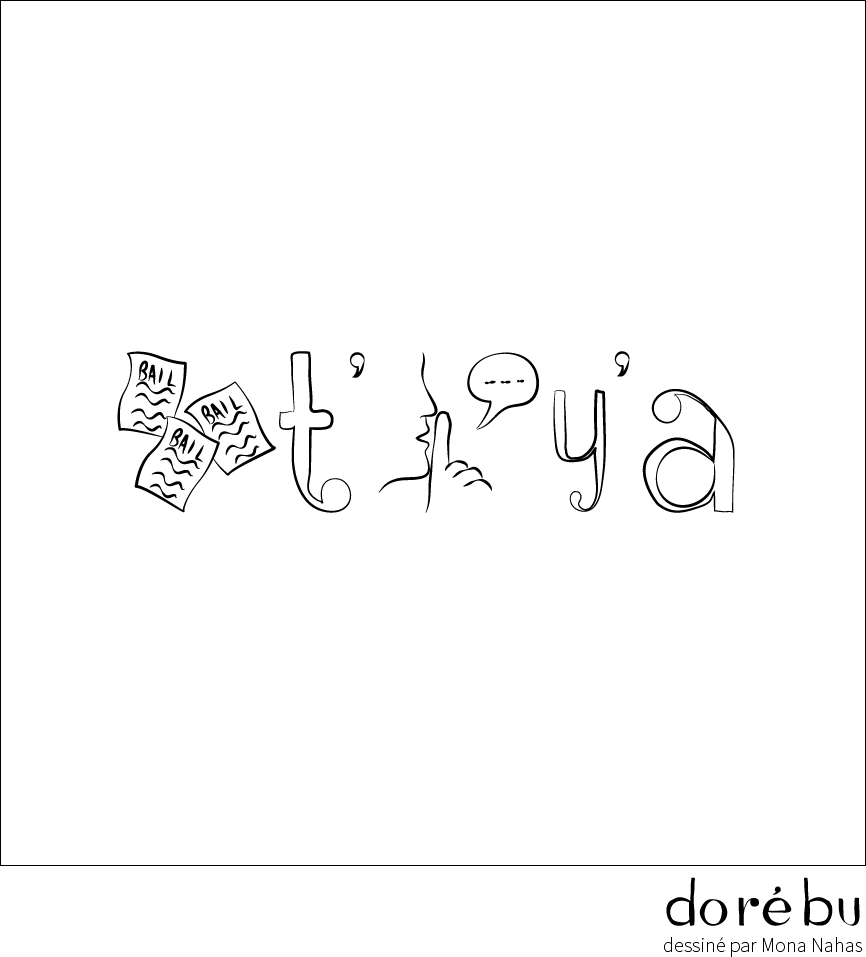 BAIL
BAIL
BAIL
t' --- y'a
dorébu
dessiné par Mona Nahas